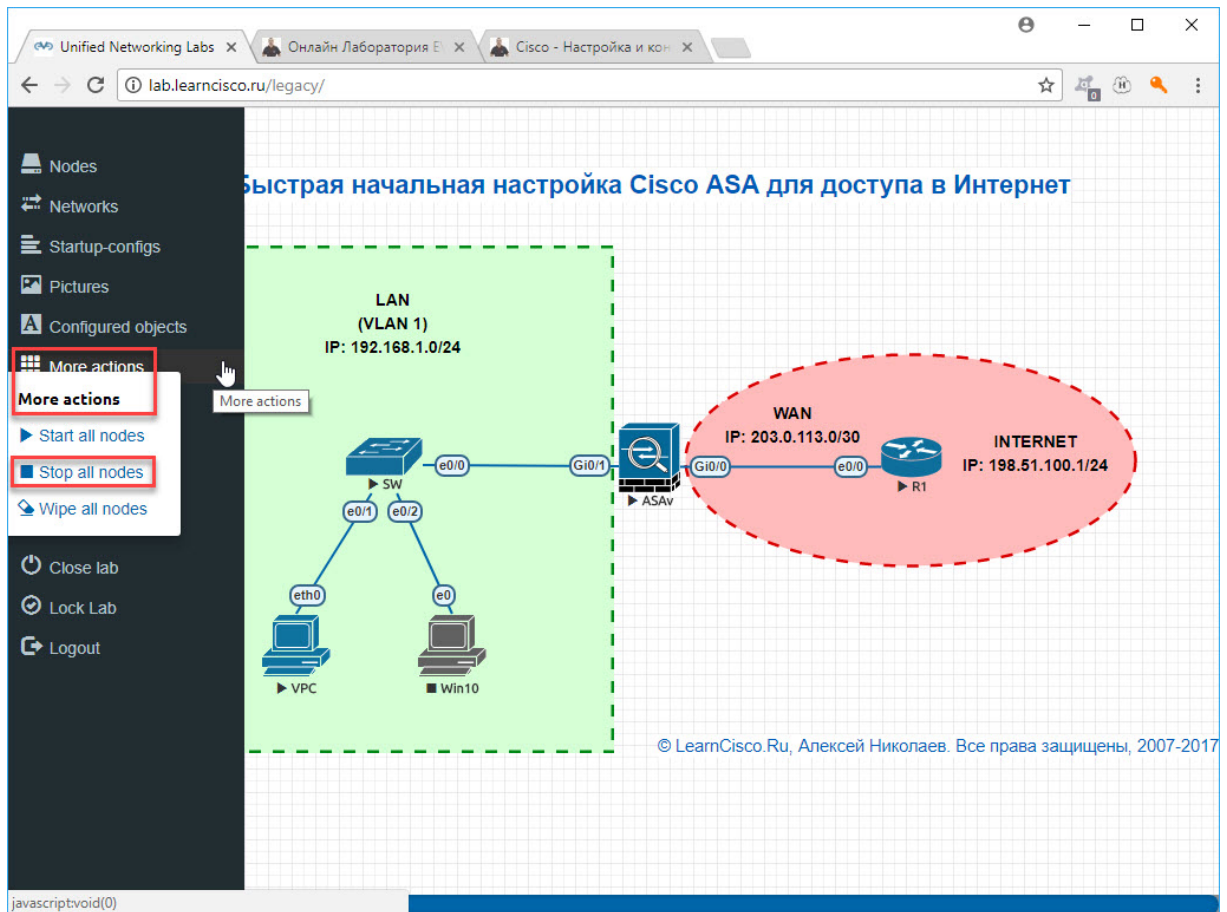 Unified Networking Labs
Онлайн Лаборатория E
Cisco - Настройка и кон
lab.learncisco.ru/legacy/
0
H
Nodes
Networks
Startup-configs
Pictures
A Configured objects
More actions
More actions
More actions
Start all nodes
Stop all nodes
Wipe all nodes
Close lab
Lock Lab
Logout
Быстрая начальная настройка Cisco ASA для доступа в Интернет
LAN
(VLAN 1)
IP: 192.168.1.0/24
WAN
IP: 203.0.113.0/30
INTERNET
IP: 198.51.100.1/24
e0/0
Gi0/1
Gi0/0
e0/0
SW
ASAv
R1
e0/1
e0/2
eth0
e0
VPC
Win10
© LearnCisco.Ru, Алексей Николаев. Все права защищены, 2007-2017
javascript:void(0)